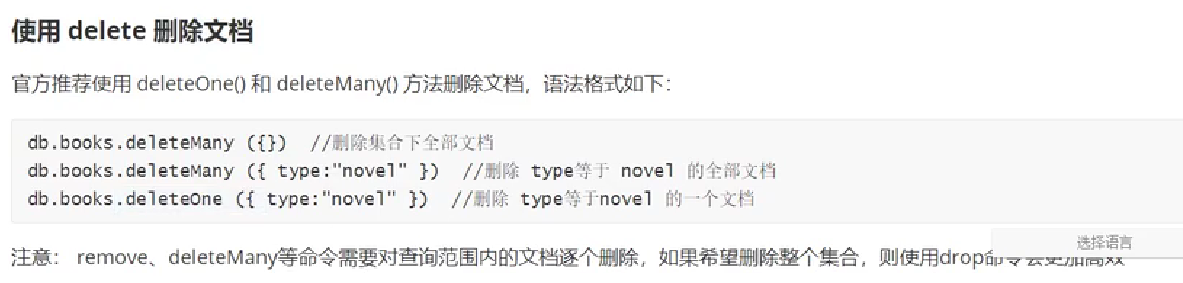 使用 delete 删除文档
官方推荐使用 deleteOne() 和 deleteMany() 方法删除文档，语法格式如下：
db.books.deleteMany ({})  //删除集合下全部文档
db.books.deleteMany ({ type:"novel" })  //删除 type等于 novel 的全部文档
db.books.deleteOne ({ type:"novel" })  //删除 type等于novel 的一个文档
选择语言
注意： remove、deleteMany等命令需要对查询范围内的文档逐个删除，如果希望删除整个集合，则使用drop命令会更加高效